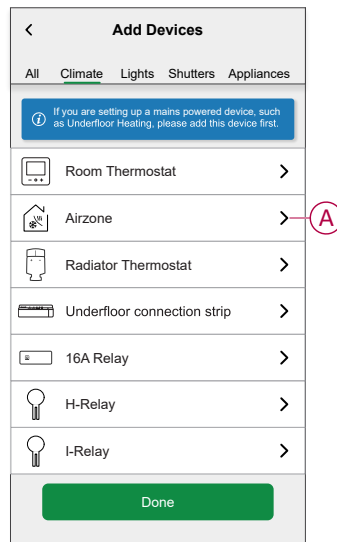 Add Devices
All Climate Lights Shutters Appliances
If you are setting up a mains powered device, such
as Underfloor Heating, please add this device first.
Room Thermostat
Airzone
A
Radiator Thermostat
Underfloor connection strip
16A Relay
H-Relay
I-Relay
Done